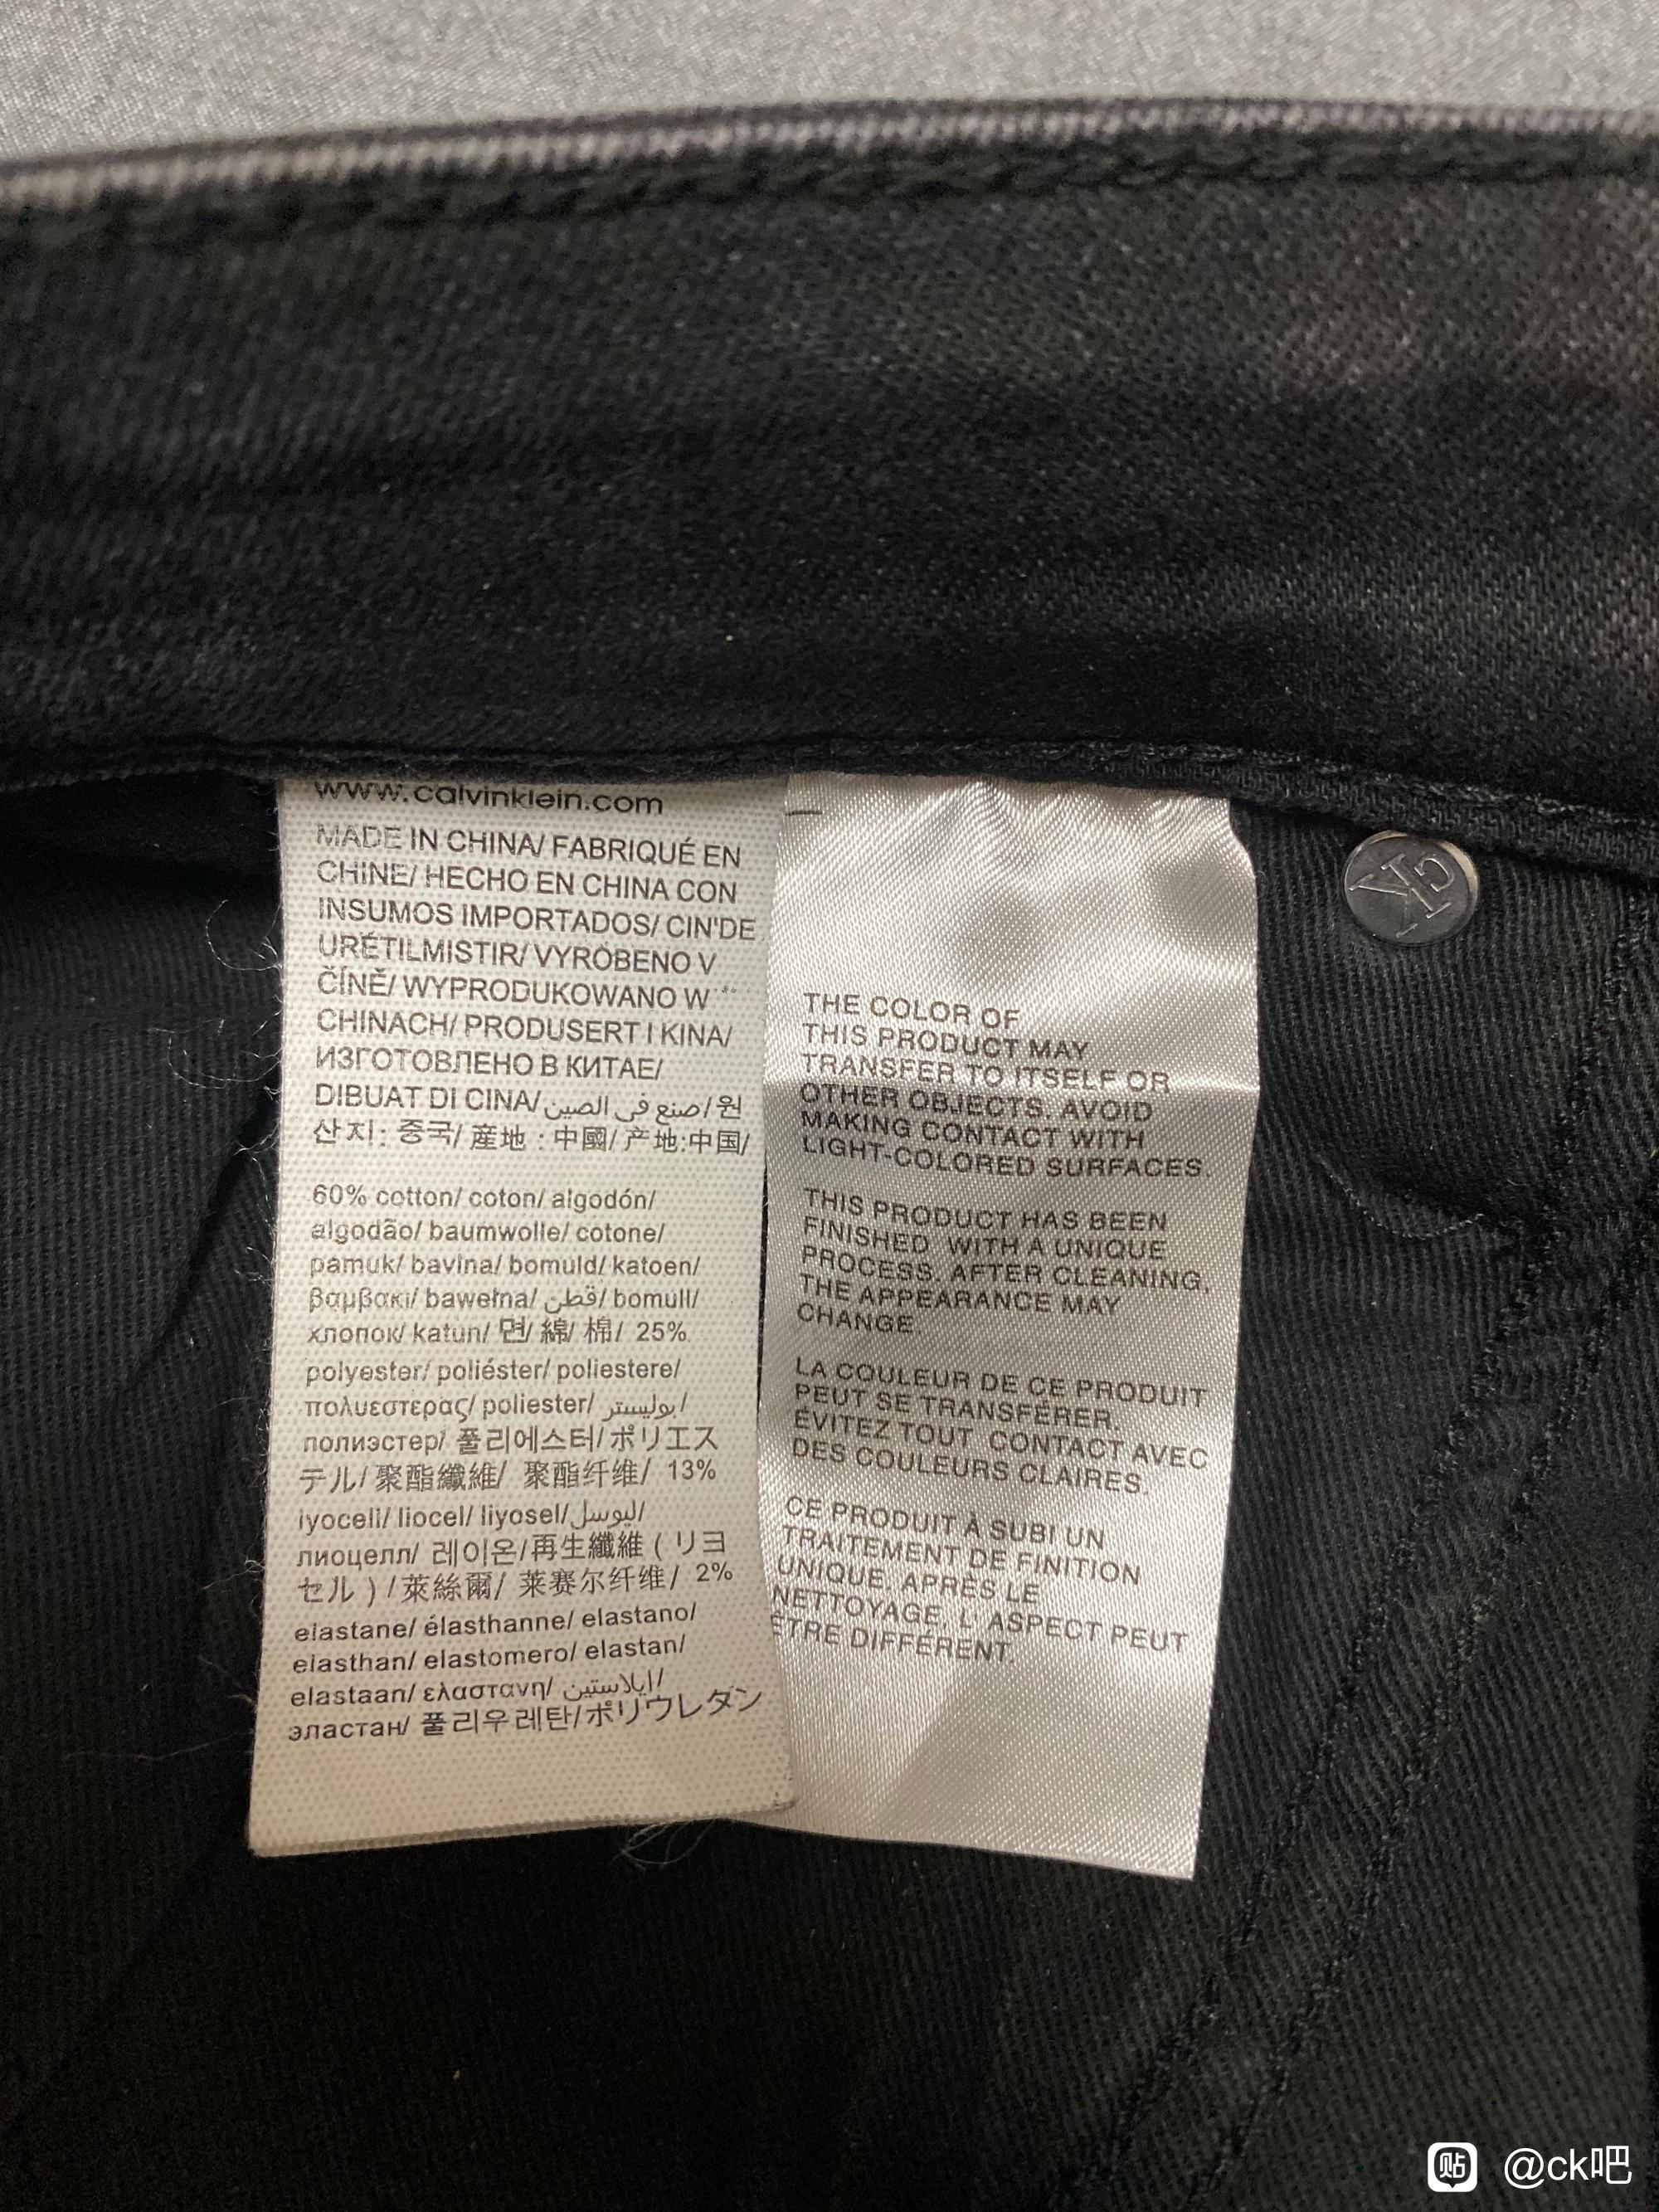 www.calvinklein.com
MADE IN CHINA/ FABRIQUÉ EN
CHINE/ HECHO EN CHINA CON
INSUMOS IMPORTADOS/ CIN'DE
URETILMISTIR/ VYROBENO V
ČÍNĚ/ WYPRODUKOWANO W
CHINACH/ PRODUSERT I KINA/
ИЗГОТОВЛЕНО В КИТАЕ/
DIBUAT DI CINA/صنع في الصين/원
산지: 중국/ 産地 : 中國/ 产地:中国/
60% cotton/ coton/ algodón/
algodão/ baumwolle/ cotone/
pamuk/ bavlna/ bomuld/ katoen/
βαμβακι/ bawełna/ قطن/ bomull/
хлопок/ katun/ 면/ 綿/ 棉/ 25%
polyester/ poliéster/ poliestere/
πολυεστερας/ poliester/ بوليستر/
полиэстер/ 폴리에스터/ポリエス
テル/ 聚酯纖維/ 聚酯纤维/ 13%
lyocell/ liocel/ liyosel/ليوسل/
лиоцелл/ 레이온/再生纖維 ( リヨ
セル ) /萊絲爾/ 莱赛尔纤维/ 2%
elastane/ élasthanne/ elastano/
elasthan/ elastomero/ elastan/
elastaan/ ελαστανη/ ايلاستين/
эластан/ 폴리우레탄/ポリウレタン
THE COLOR OF
THIS PRODUCT MAY
TRANSFER TO ITSELF OR
OTHER OBJECTS. AVOID
MAKING CONTACT WITH
LIGHT-COLORED SURFACES.
THIS PRODUCT HAS BEEN
FINISHED WITH A UNIQUE
PROCESS. AFTER CLEANING,
THE APPEARANCE MAY
CHANGE.
LA COULEUR DE CE PRODUIT
PEUT SE TRANSFÉRER.
ÉVITEZ TOUT CONTACT AVEC
DES COULEURS CLAIRES.
CE PRODUIT À SUBI UN
TRAITEMENT DE FINITION
UNIQUE. APRÈS LE
NETTOYAGE, L' ASPECT PEUT
ÊTRE DIFFÉRENT.
CK
贴 @ck吧